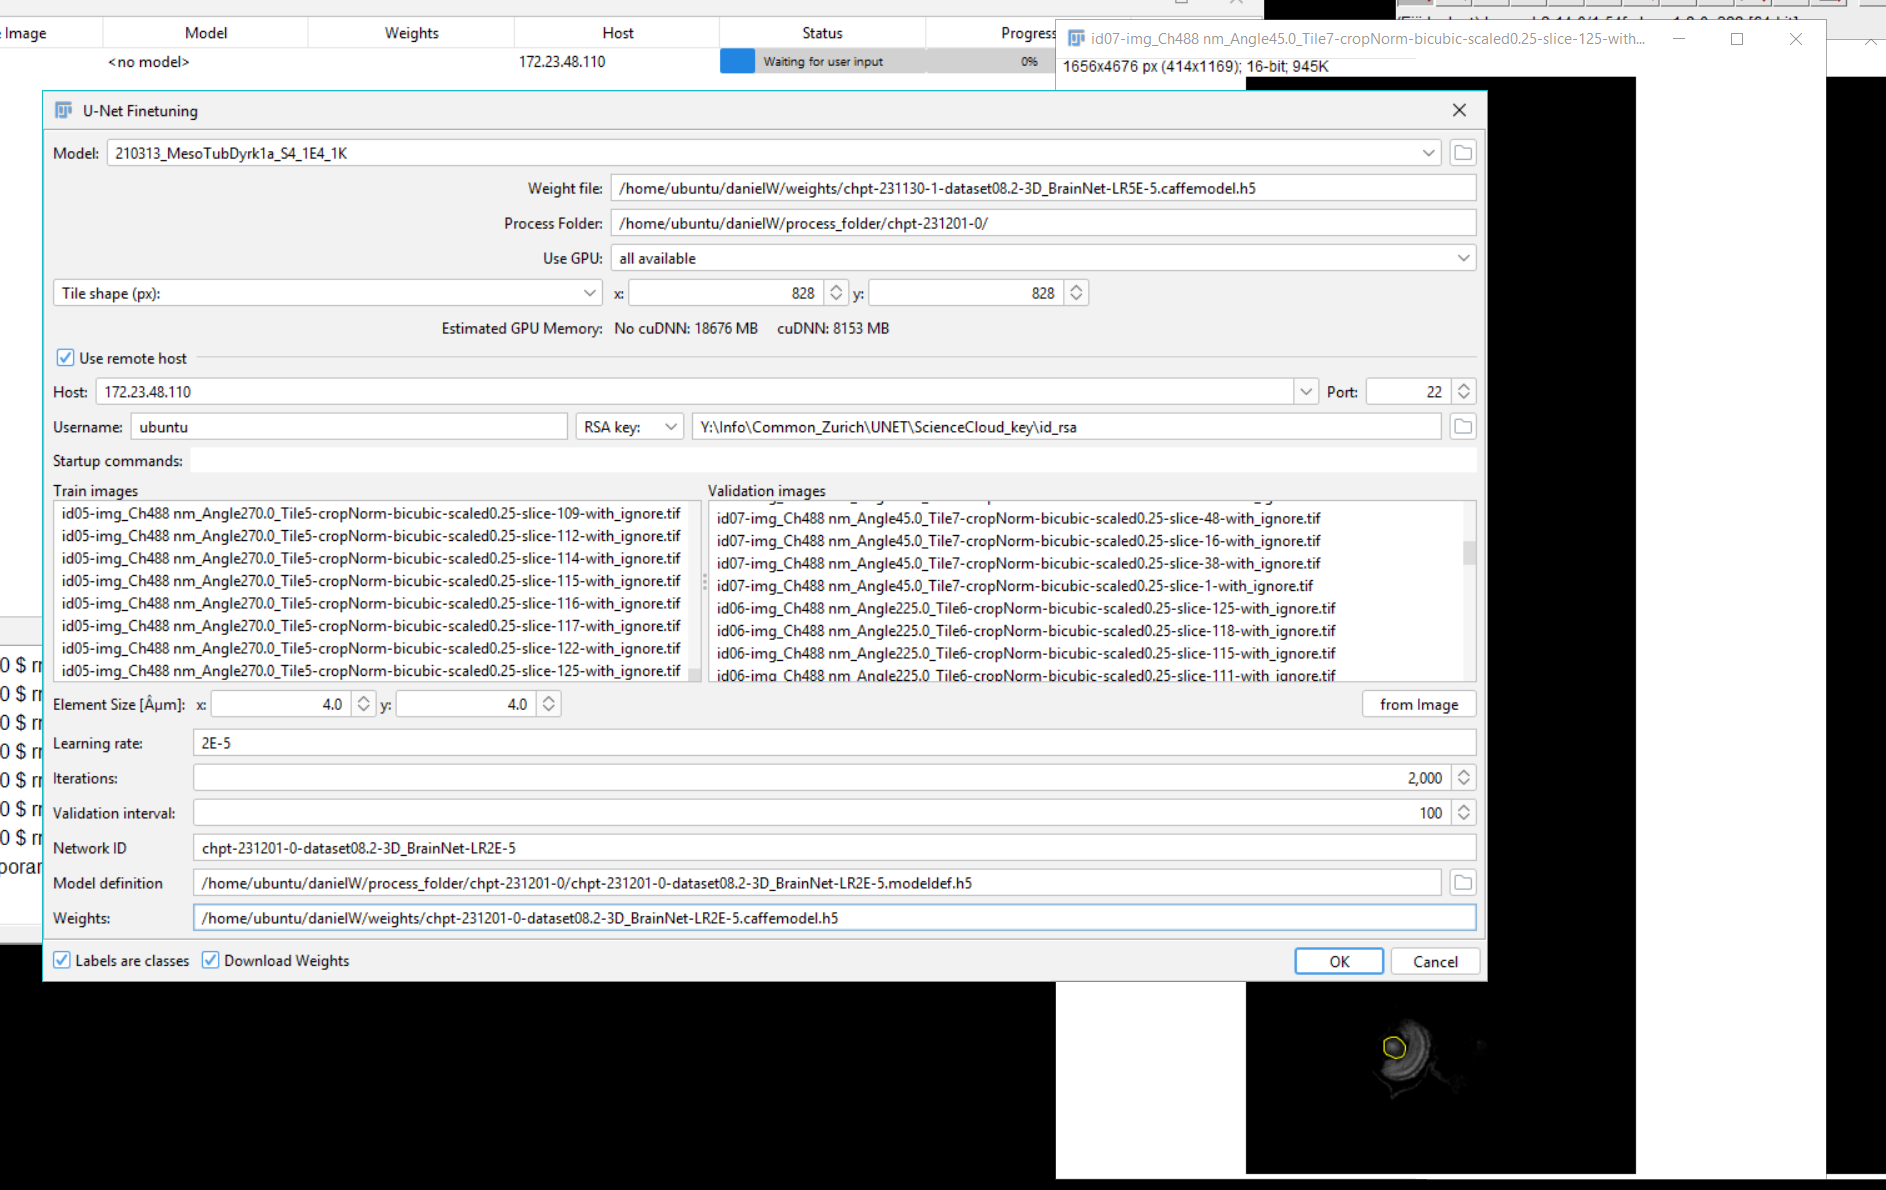 Image Model Weights Host Status Progress
<no model> 172.23.48.110 Waiting for user input 0%
id07-img_Ch488 nm_Angle45.0_Tile7-cropNorm-bicubic-scaled0.25-slice-125-with...
1656x4676 px (414x1169); 16-bit; 945K
U-Net Finetuning
Model: 210313_MesoTubDyrk1a_S4_1E4_1K
Weight file: /home/ubuntu/danielW/weights/chpt-231130-1-dataset08.2-3D_BrainNet-LR5E-5.caffemodel.h5
Process Folder: /home/ubuntu/danielW/process_folder/chpt-231201-0/
Use GPU: all available
Tile shape (px): x: 828 y: 828
Estimated GPU Memory: No cuDNN: 18676 MB cuDNN: 8153 MB
Use remote host
Host: 172.23.48.110 Port: 22
Username: ubuntu RSA key: Y:\Info\Common_Zurich\UNET\ScienceCloud_key\id_rsa
Startup commands:
Train images
id05-img_Ch488 nm_Angle270.0_Tile5-cropNorm-bicubic-scaled0.25-slice-109-with_ignore.tif
id05-img_Ch488 nm_Angle270.0_Tile5-cropNorm-bicubic-scaled0.25-slice-112-with_ignore.tif
id05-img_Ch488 nm_Angle270.0_Tile5-cropNorm-bicubic-scaled0.25-slice-114-with_ignore.tif
id05-img_Ch488 nm_Angle270.0_Tile5-cropNorm-bicubic-scaled0.25-slice-115-with_ignore.tif
id05-img_Ch488 nm_Angle270.0_Tile5-cropNorm-bicubic-scaled0.25-slice-116-with_ignore.tif
id05-img_Ch488 nm_Angle270.0_Tile5-cropNorm-bicubic-scaled0.25-slice-117-with_ignore.tif
id05-img_Ch488 nm_Angle270.0_Tile5-cropNorm-bicubic-scaled0.25-slice-122-with_ignore.tif
id05-img_Ch488 nm_Angle270.0_Tile5-cropNorm-bicubic-scaled0.25-slice-125-with_ignore.tif
Validation images
id07-img_Ch488 nm_Angle45.0_Tile7-cropNorm-bicubic-scaled0.25-slice-48-with_ignore.tif
id07-img_Ch488 nm_Angle45.0_Tile7-cropNorm-bicubic-scaled0.25-slice-16-with_ignore.tif
id07-img_Ch488 nm_Angle45.0_Tile7-cropNorm-bicubic-scaled0.25-slice-38-with_ignore.tif
id07-img_Ch488 nm_Angle45.0_Tile7-cropNorm-bicubic-scaled0.25-slice-1-with_ignore.tif
id06-img_Ch488 nm_Angle225.0_Tile6-cropNorm-bicubic-scaled0.25-slice-125-with_ignore.tif
id06-img_Ch488 nm_Angle225.0_Tile6-cropNorm-bicubic-scaled0.25-slice-118-with_ignore.tif
id06-img_Ch488 nm_Angle225.0_Tile6-cropNorm-bicubic-scaled0.25-slice-115-with_ignore.tif
id06-img_Ch488 nm_Angle225.0_Tile6-cropNorm-bicubic-scaled0.25-slice-111-with_ignore.tif
Element Size [Âµm]: x: 4.0 y: 4.0 from Image
Learning rate: 2E-5
Iterations: 2,000
Validation interval: 100
Network ID chpt-231201-0-dataset08.2-3D_BrainNet-LR2E-5
Model definition /home/ubuntu/danielW/process_folder/chpt-231201-0/chpt-231201-0-dataset08.2-3D_BrainNet-LR2E-5.modeldef.h5
Weights: /home/ubuntu/danielW/weights/chpt-231201-0-dataset08.2-3D_BrainNet-LR2E-5.caffemodel.h5
Labels are classes Download Weights OK Cancel
0 $ r
0 $ r
0 $ r
0 $ r
0 $ r
0 $ r
0 $ r
porar